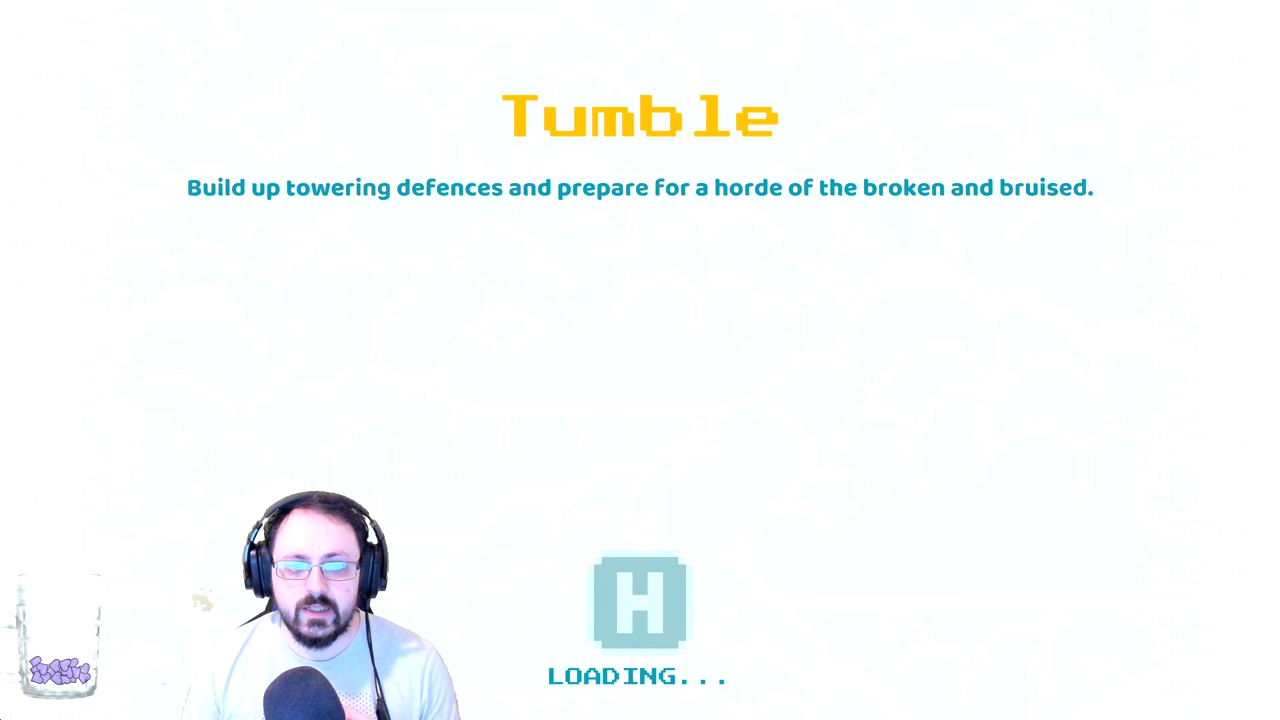 Tumble
Build up towering defences and prepare for a horde of the broken and bruised.
H
LOADING...